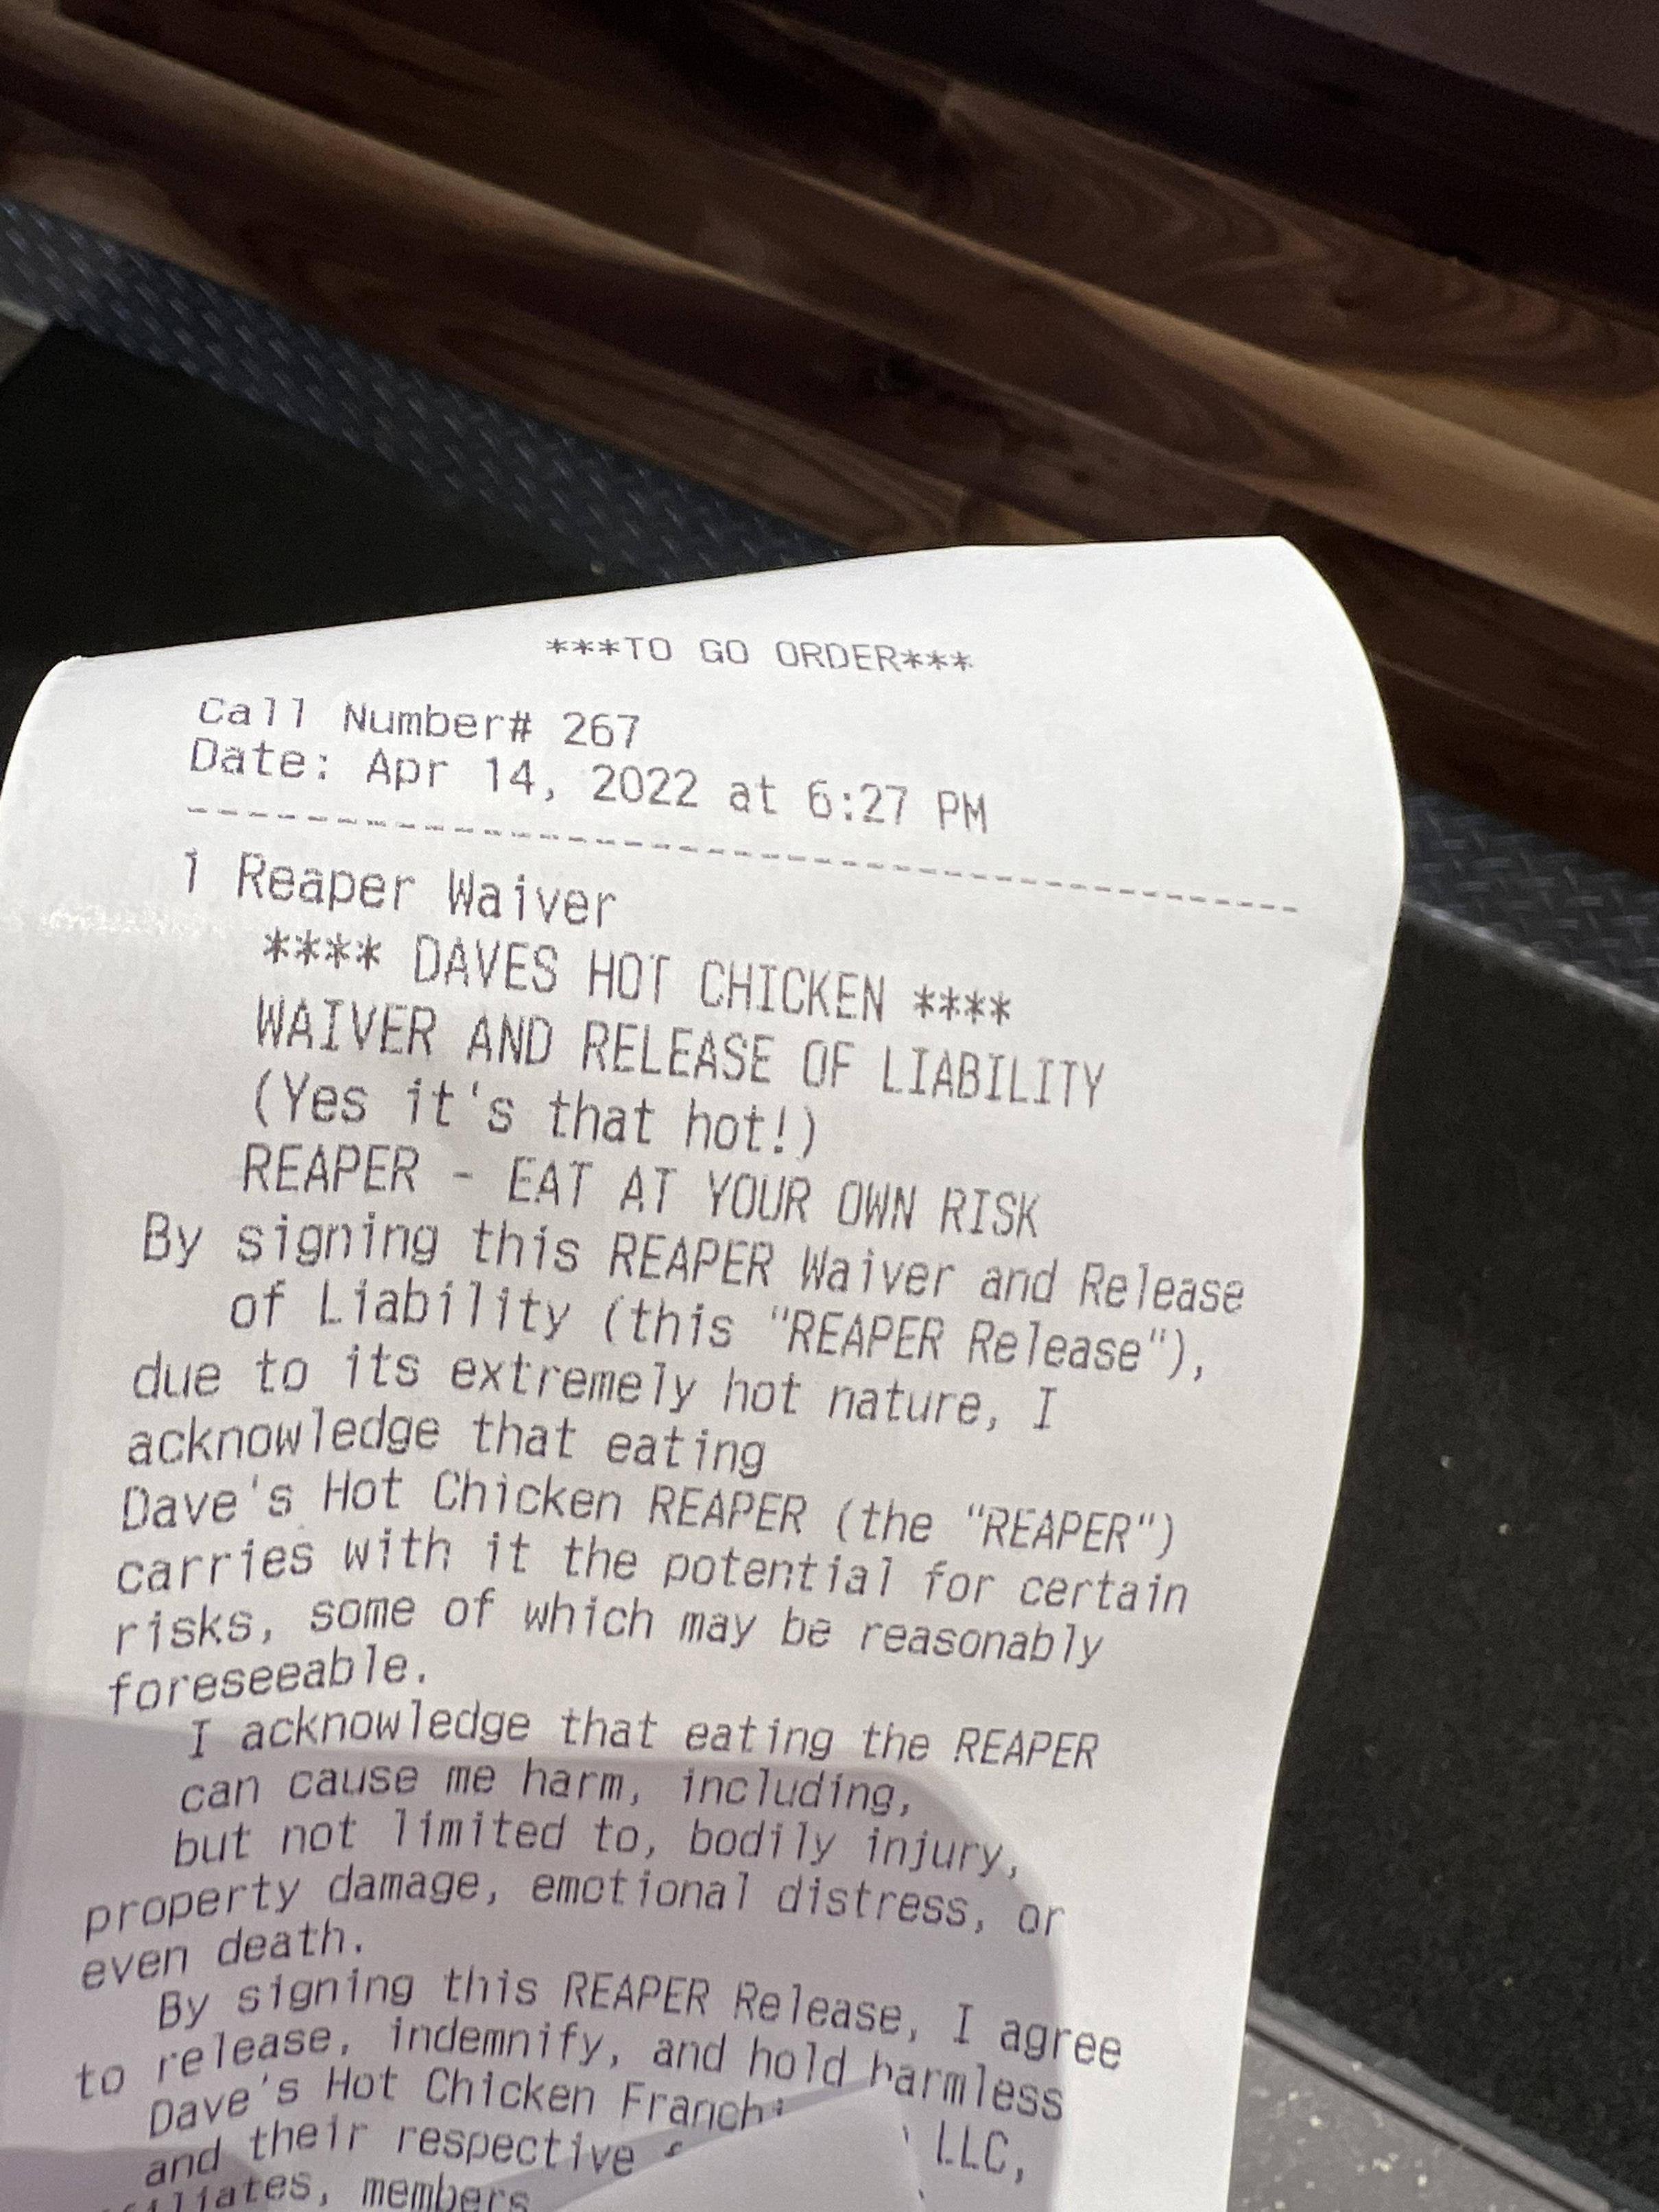 ***TO GO ORDER***
Call Number# 267
Date: Apr 14, 2022 at 6:27 PM
------------------------------------------
1 Reaper Waiver
**** DAVES HOT CHICKEN ****
WAIVER AND RELEASE OF LIABILITY
(Yes it's that hot!)
REAPER - EAT AT YOUR OWN RISK
By signing this REAPER Waiver and Release
of Liability (this "REAPER Release"),
due to its extremely hot nature, I
acknowledge that eating
Dave's Hot Chicken REAPER (the "REAPER")
carries with it the potential for certain
risks, some of which may be reasonably
foreseeable.
I acknowledge that eating the REAPER
can cause me harm, including,
but not limited to, bodily injury,
property damage, emotional distress, or
even death.
By signing this REAPER Release, I agree
to release, indemnify, and hold harmless
Dave's Hot Chicken LLC,
and their respective
members